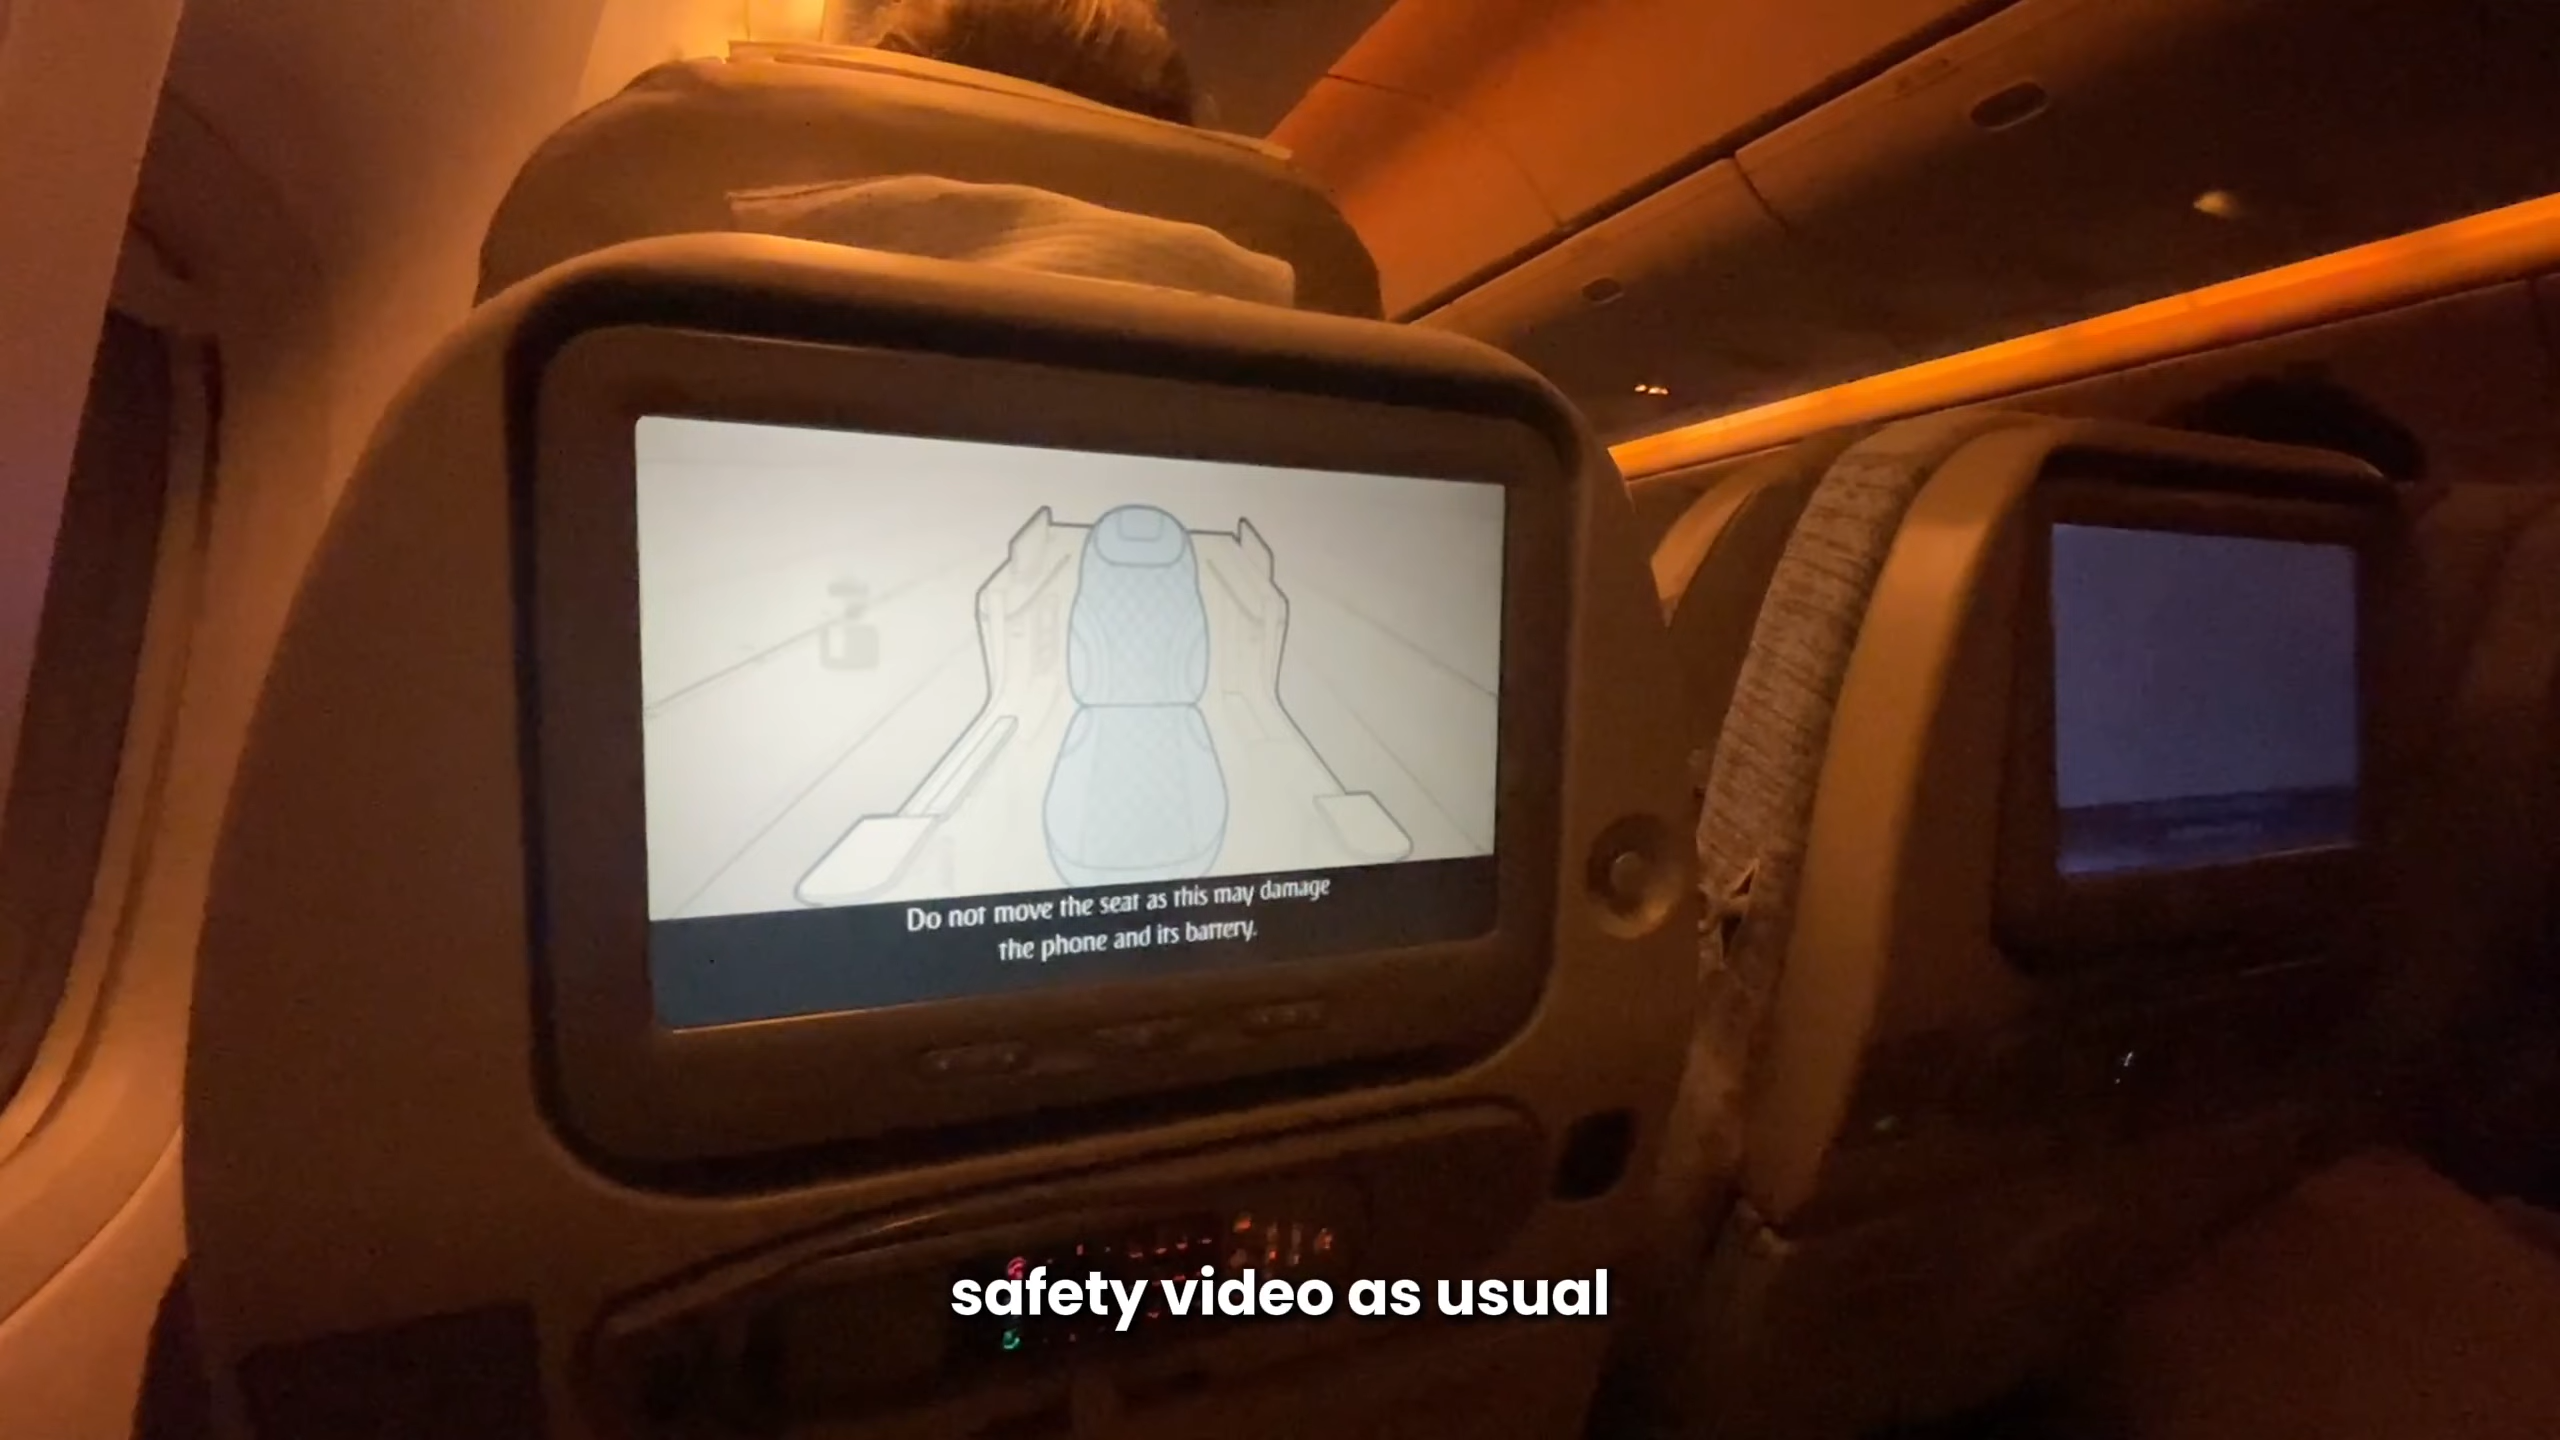 Do not move the seat as this may damage
the phone and its battery.
safety video as usual